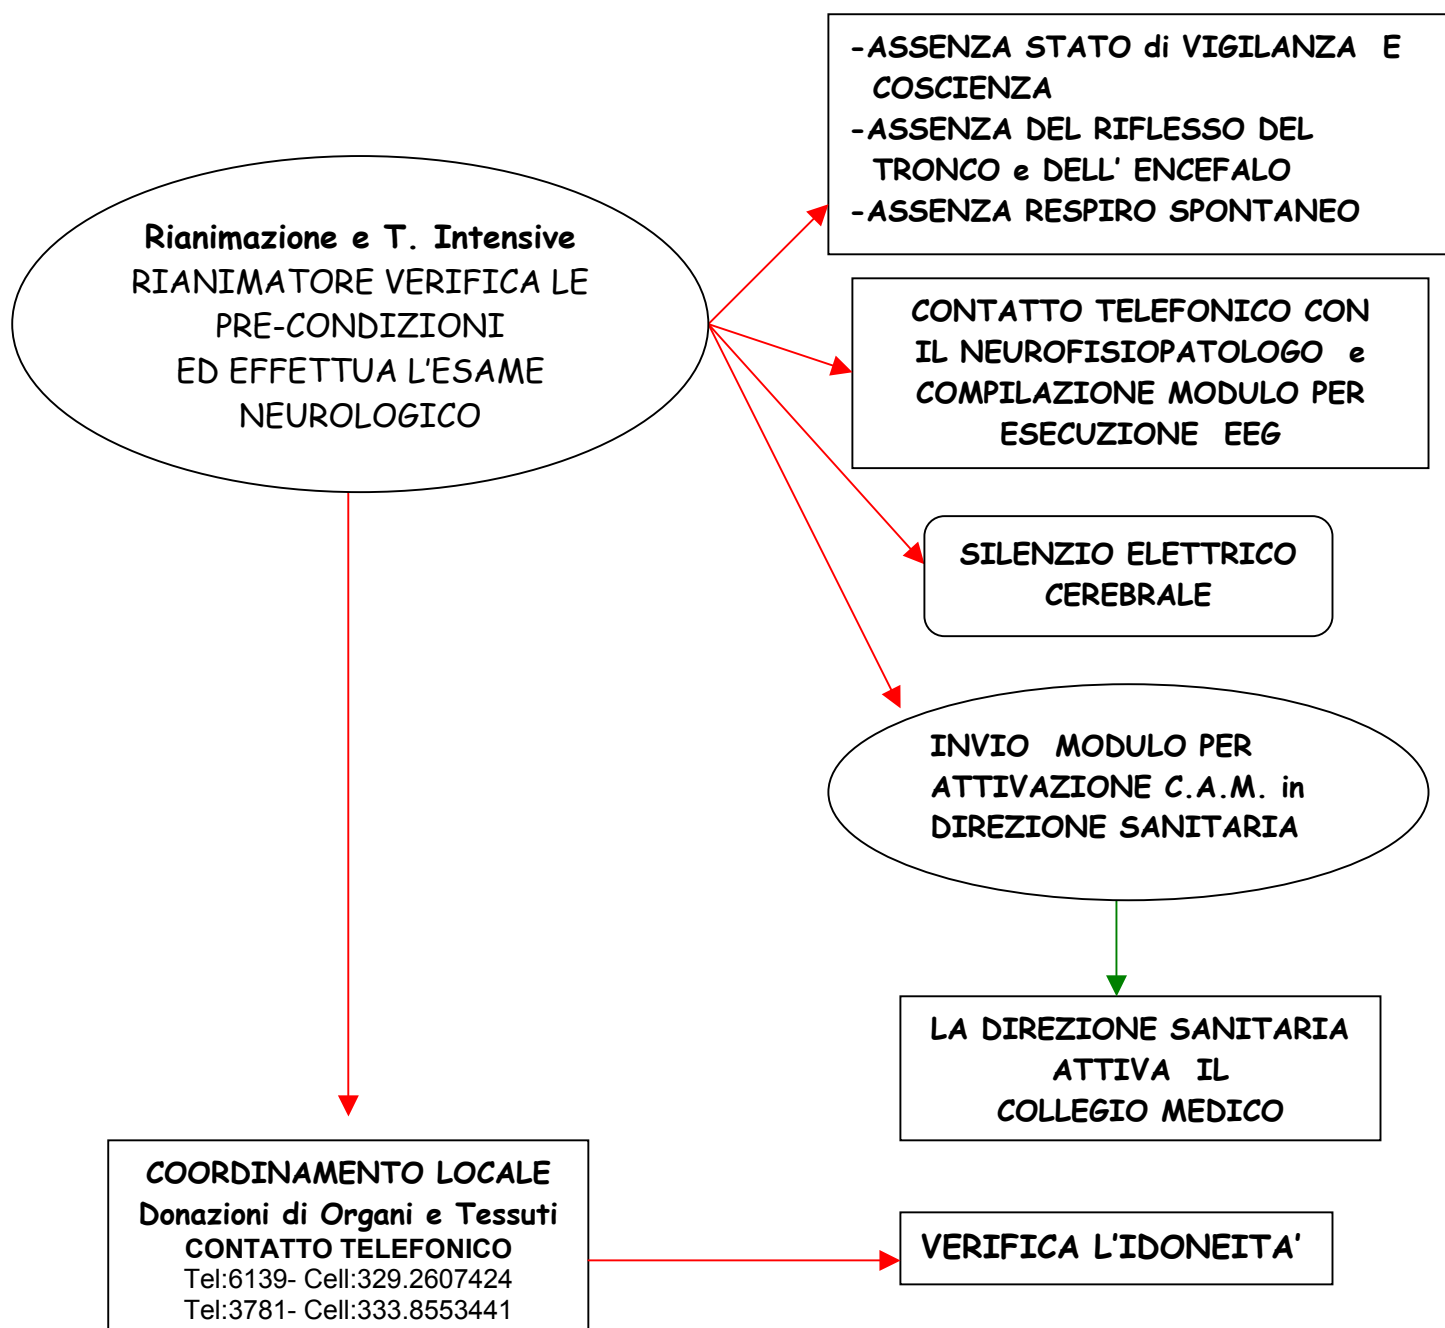 -ASSENZA STATO di VIGILANZA E
COSCIENZA
-ASSENZA DEL RIFLESSO DEL
TRONCO e DELL' ENCEFALO
-ASSENZA RESPIRO SPONTANEO
Rianimazione e T. Intensive
RIANIMATORE VERIFICA LE
PRE-CONDIZIONI
ED EFFETTUA L'ESAME
NEUROLOGICO
CONTATTO TELEFONICO CON
IL NEUROFISIOPATOLOGO e
COMPILAZIONE MODULO PER
ESECUZIONE EEG
SILENZIO ELETTRICO
CEREBRALE
INVIO MODULO PER
ATTIVAZIONE C.A.M. in
DIREZIONE SANITARIA
LA DIREZIONE SANITARIA
ATTIVA IL
COLLEGIO MEDICO
COORDINAMENTO LOCALE
Donazioni di Organi e Tessuti
CONTATTO TELEFONICO
Tel:6139- Cell:329.2607424
Tel:3781- Cell:333.8553441
VERIFICA L'IDONEITA'